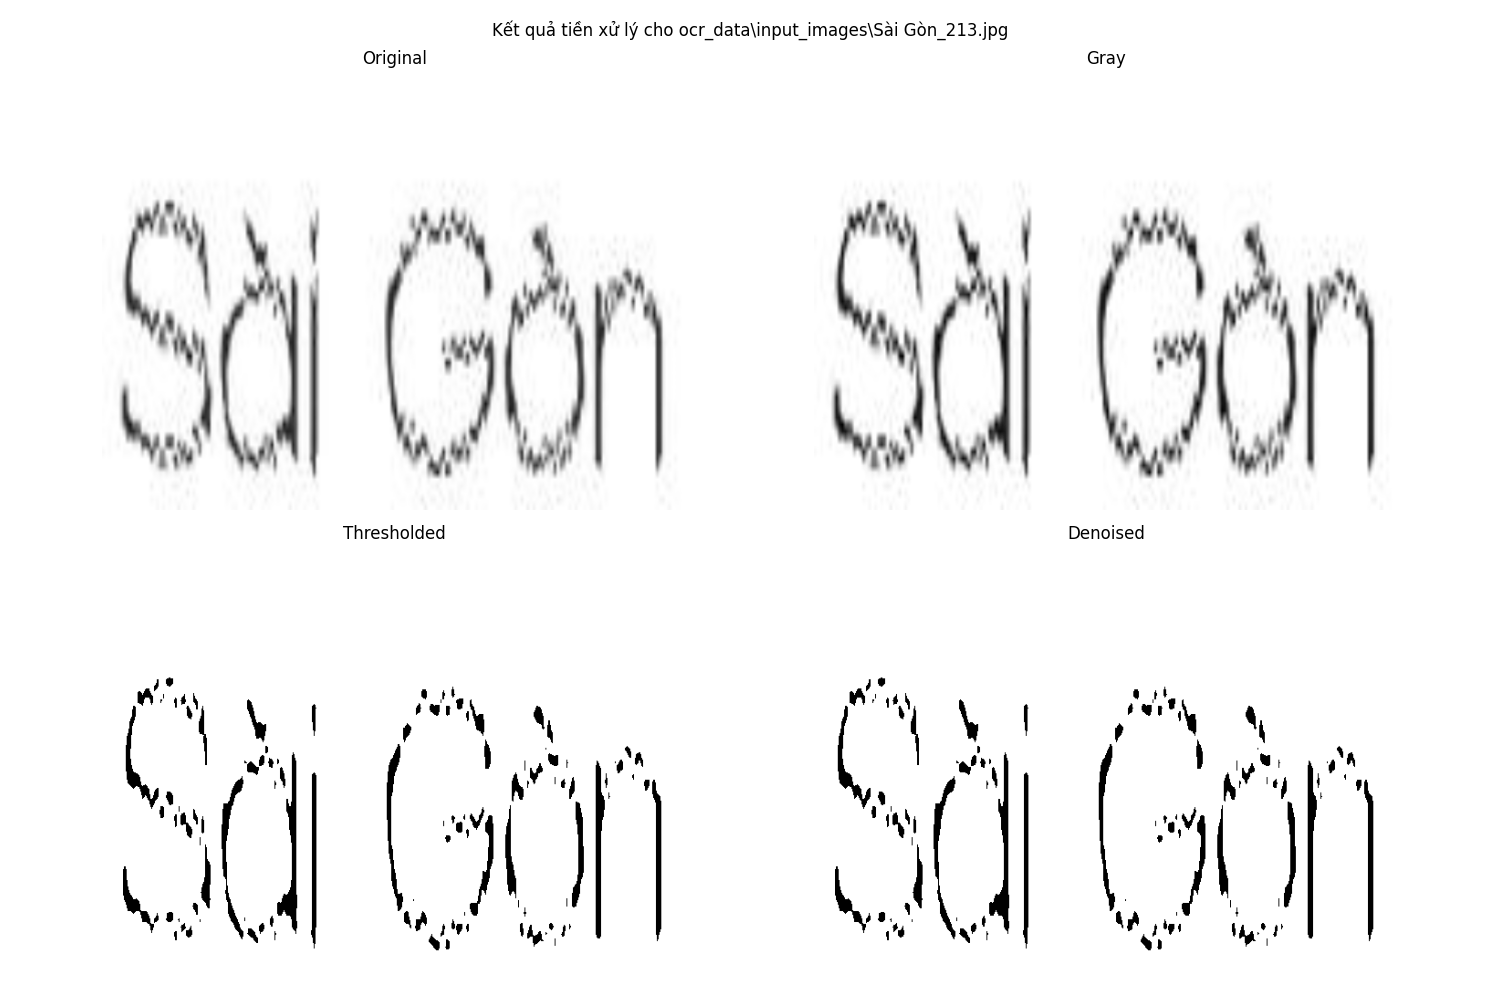 Kết quả tiền xử lý cho ocr_data\input_images\Sài Gòn_213.jpg
Original
Gray
Sài Gòn
Sài Gòn
Thresholded
Denoised
Sài Gòn
Sài Gòn